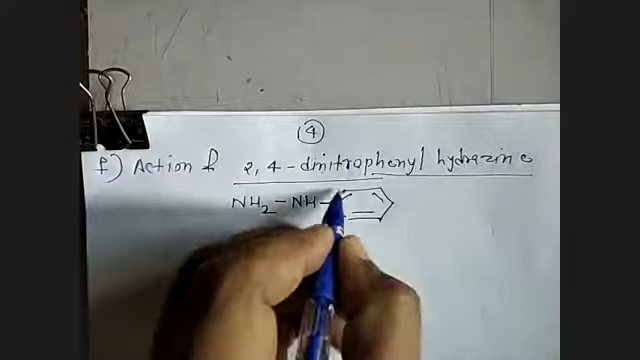 4
f) Action of 2,4-dinitrophenyl hydrazine
NH2-NH-